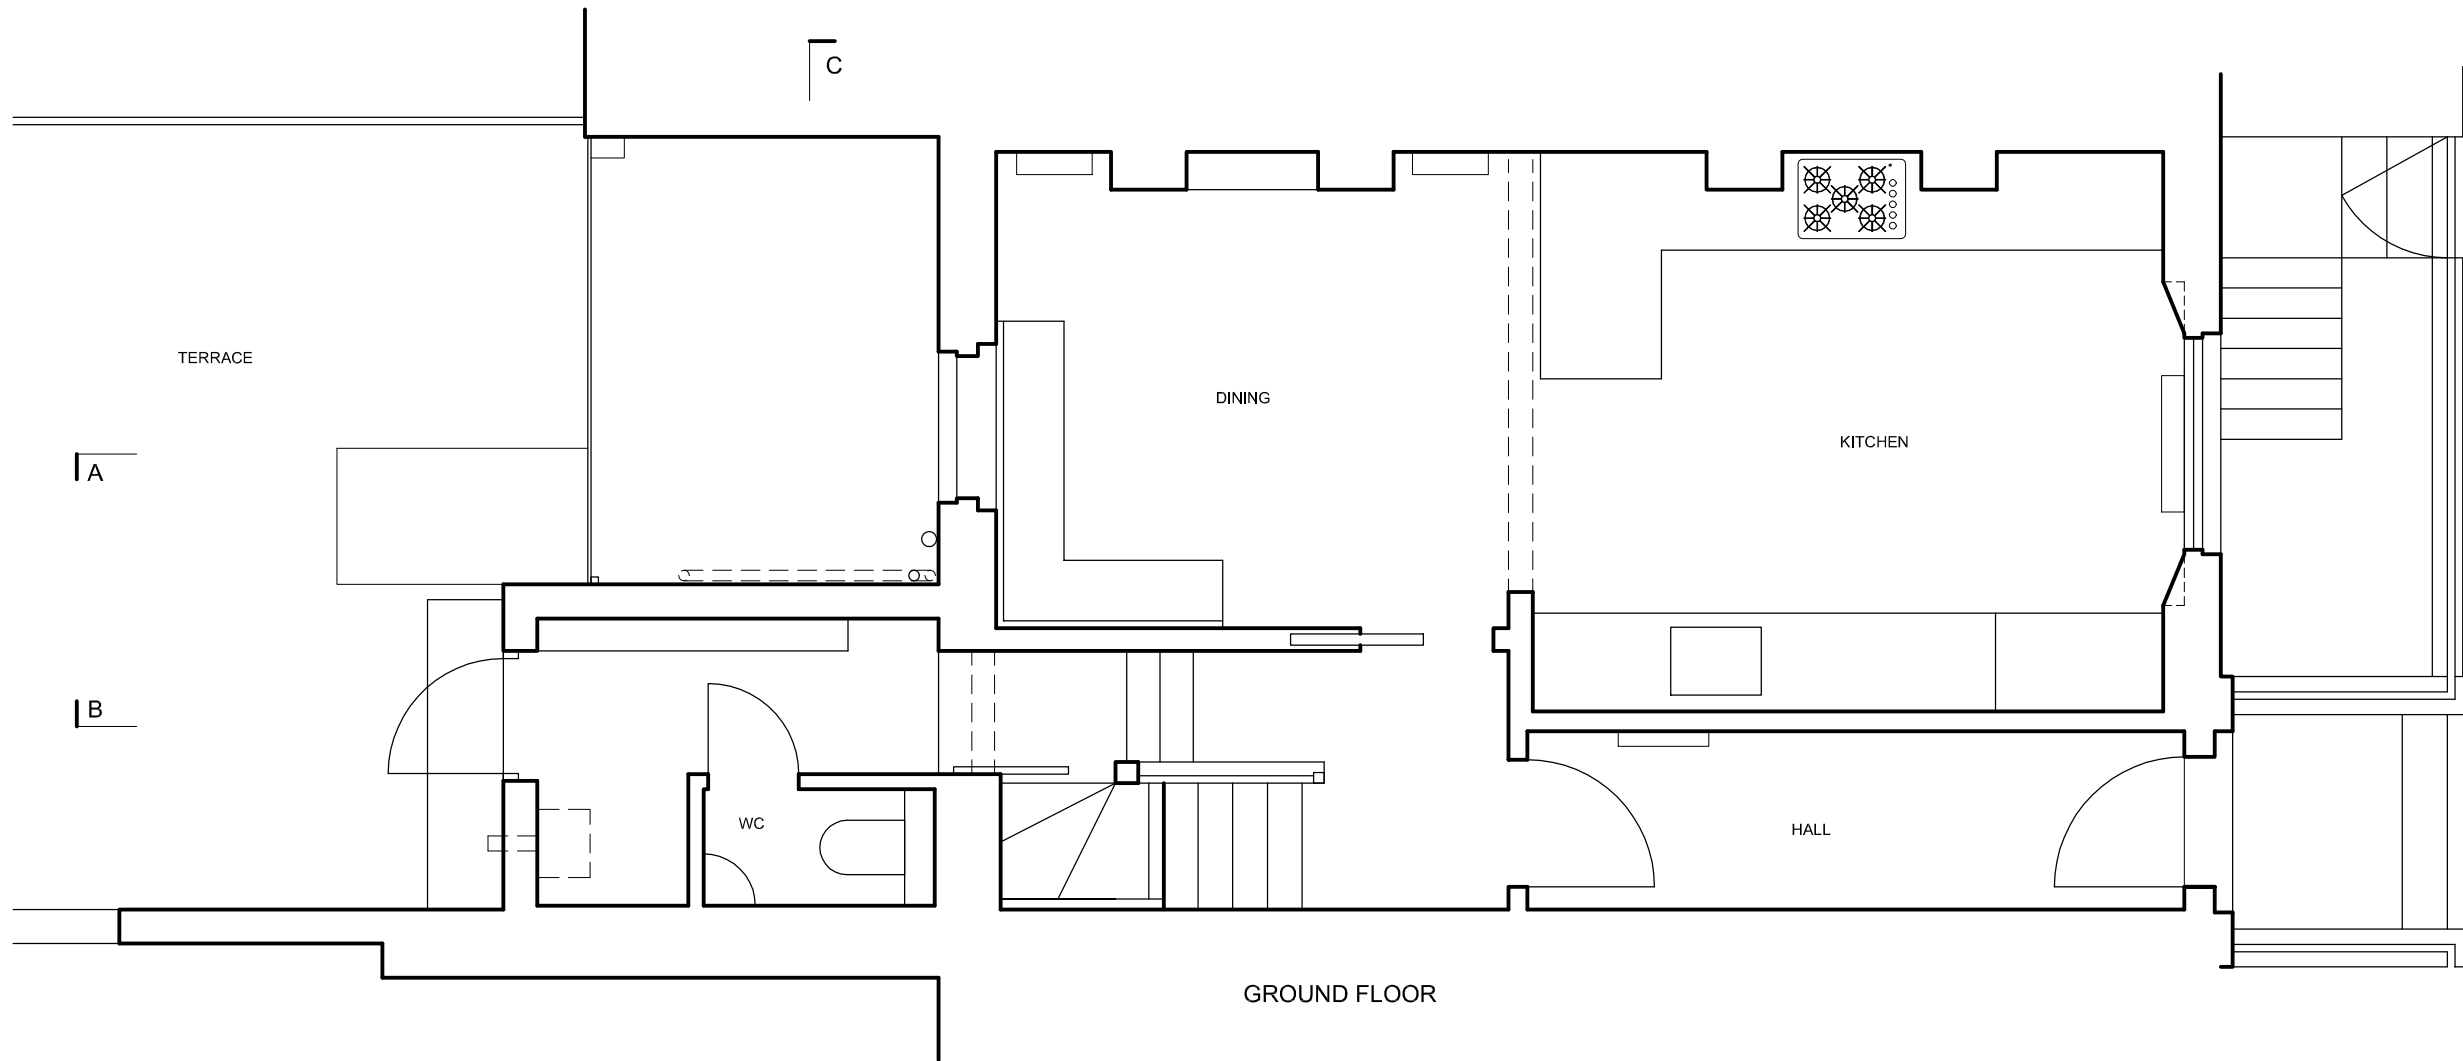 C
TERRACE
DINING
KITCHEN
A
B
WC
HALL
GROUND FLOOR